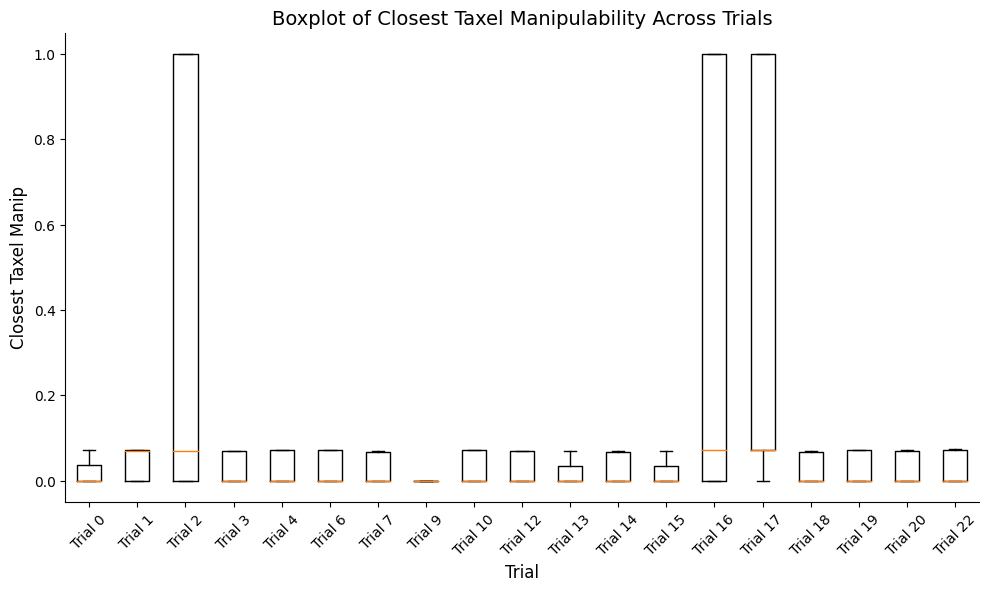 Boxplot of Closest Taxel Manipulability Across Trials
Closest Taxel Manip
1.0
0.8
0.6
0.4
0.2
0.0
Trial 0
Trial 1
Trial 2
Trial 3
Trial 4
Trial 6
Trial 7
Trial 9
Trial 10
Trial 12
Trial 13
Trial 14
Trial 15
Trial 16
Trial 17
Trial 18
Trial 19
Trial 20
Trial 22
Trial